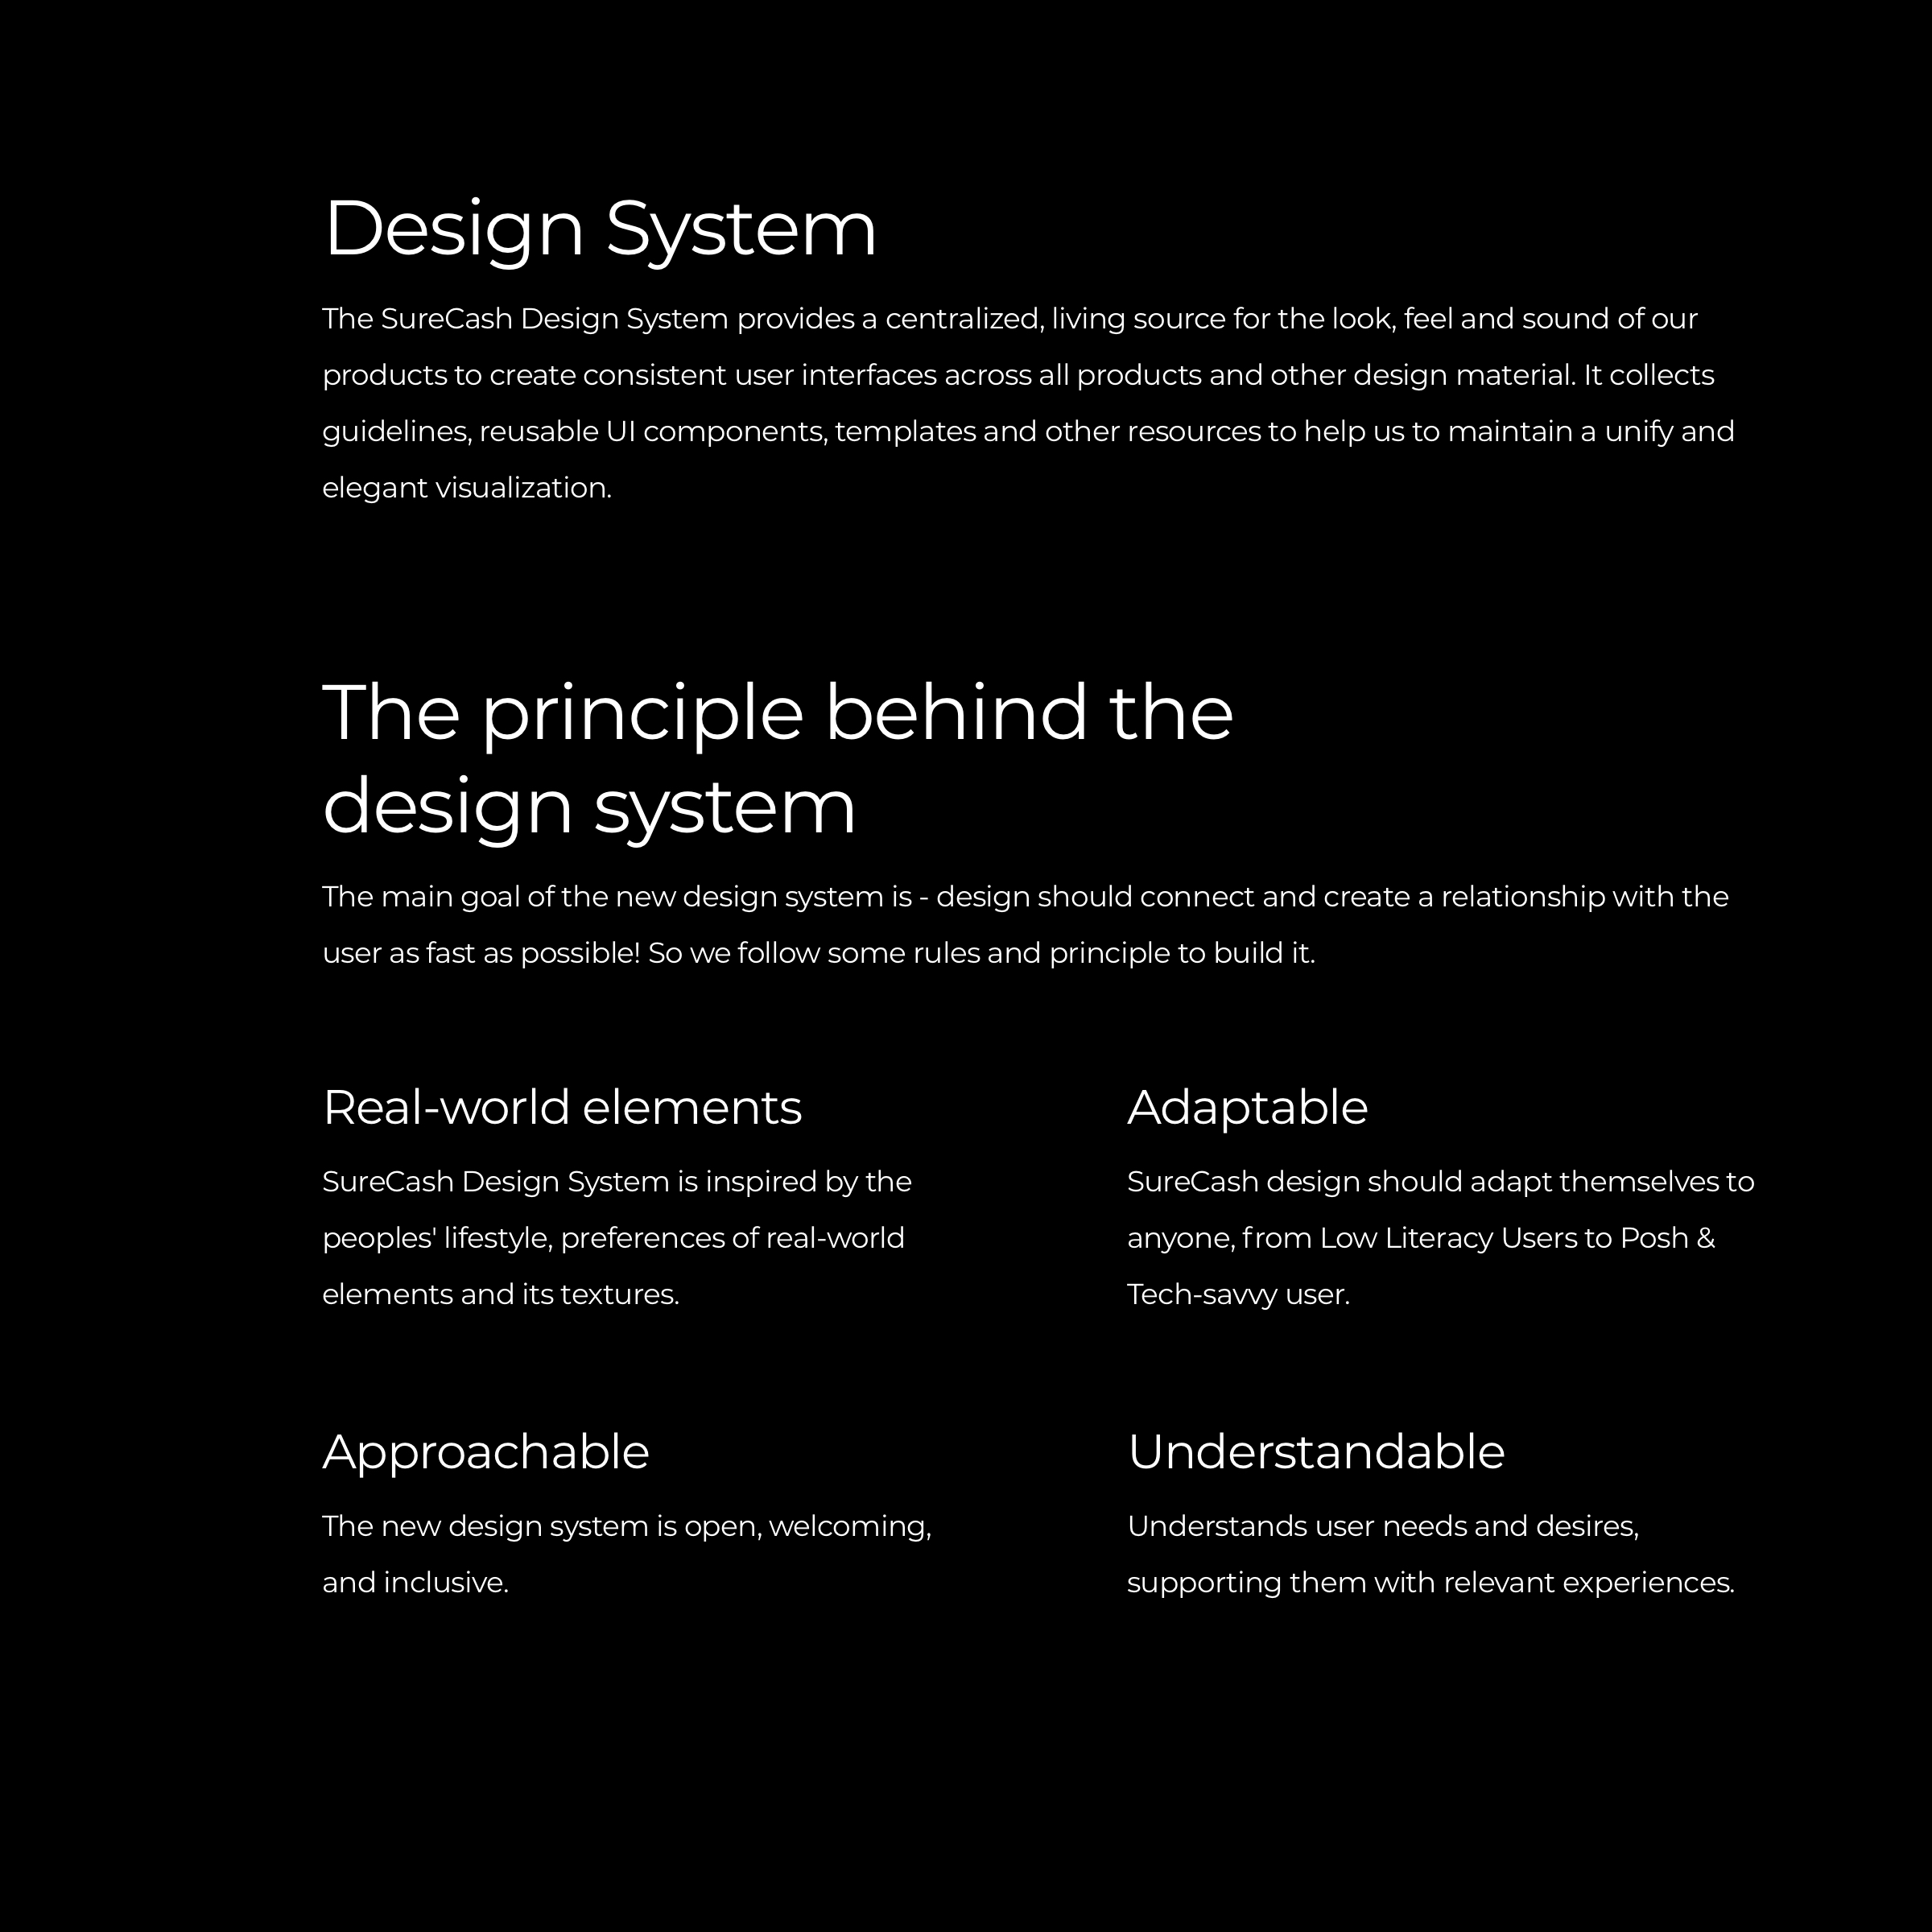 Design System
The SureCash Design System provides a centralized, living source for the look, feel and sound of our
products to create consistent user interfaces across all products and other design material. It collects
guidelines, reusable UI components, templates and other resources to help us to maintain a unify and
elegant visualization.
The principle behind the
design system
The main goal of the new design system is - design should connect and create a relationship with the
user as fast as possible! So we follow some rules and principle to build it.
Real-world elements
SureCash Design System is inspired by the
peoples' lifestyle, preferences of real-world
elements and its textures.
Adaptable
SureCash design should adapt themselves to
anyone, from Low Literacy Users to Posh &
Tech-savvy user.
Approachable
The new design system is open, welcoming,
and inclusive.
Understandable
Understands user needs and desires,
supporting them with relevant experiences.